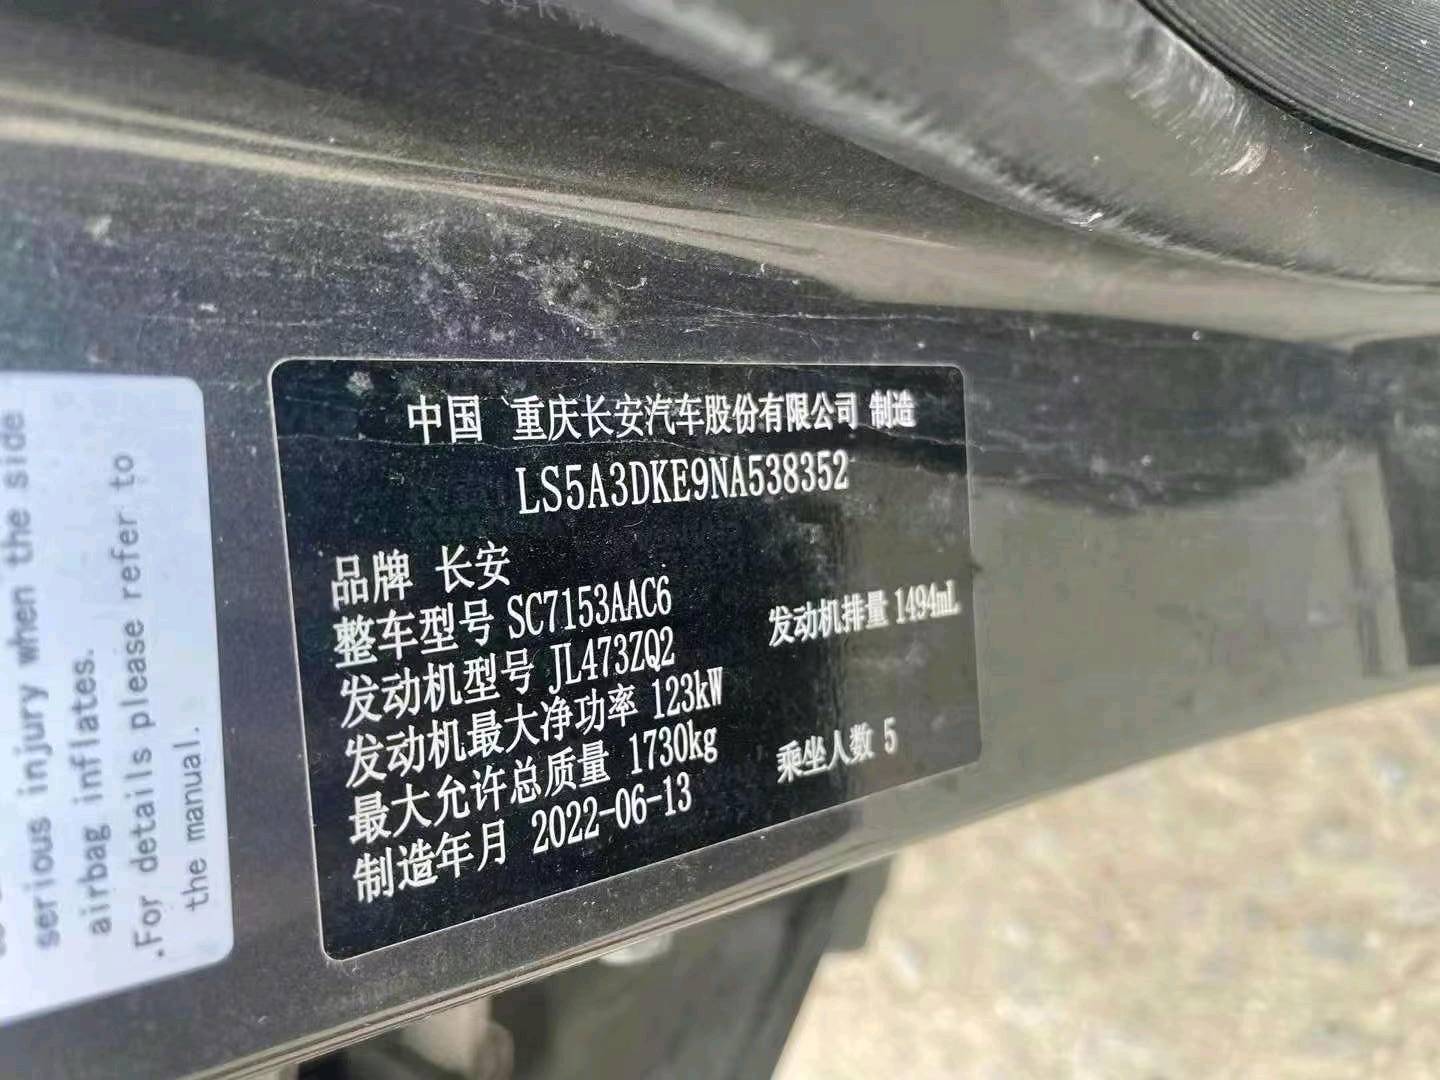 中国 重庆长安汽车股份有限公司 制造
LS5A3DKE9NA538352
品牌 长安
整车型号 SC7153AAC6
发动机型号 JL473ZQ2 发动机排量 1494mL
发动机最大净功率 123kW
最大允许总质量 1730kg
制造年月 2022-06-13 乘坐人数 5
serious injury when the side
airbag inflates.
.For details please refer to
the manual.